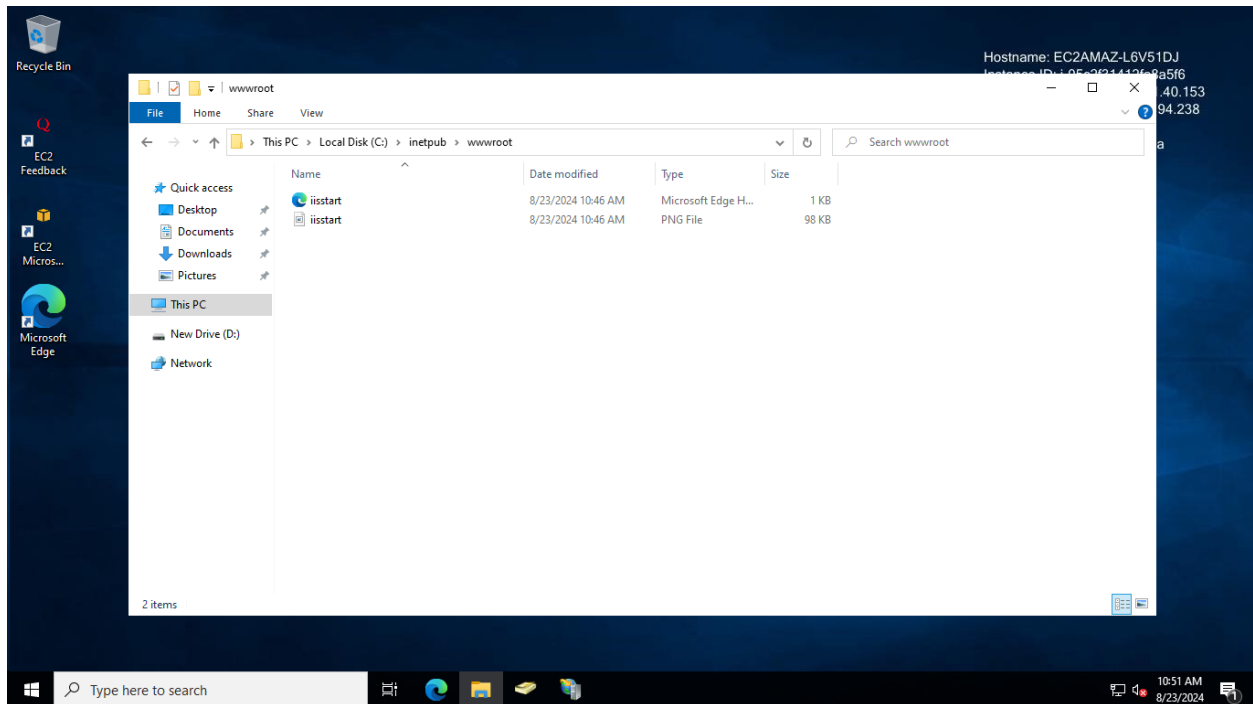 Recycle Bin
EC2 Feedback
EC2 Micros...
Microsoft Edge
Hostname: EC2AMAZ-L6V51DJ
a5f6
.40.153
94.238
a
wwwroot
File Home Share View
This PC > Local Disk (C:) > inetpub > wwwroot
Search wwwroot
Name Date modified Type Size
iisstart 8/23/2024 10:46 AM Microsoft Edge H... 1 KB
iisstart 8/23/2024 10:46 AM PNG File 98 KB
Quick access
Desktop
Documents
Downloads
Pictures
This PC
New Drive (D:)
Network
2 items
Type here to search
10:51 AM
8/23/2024
1